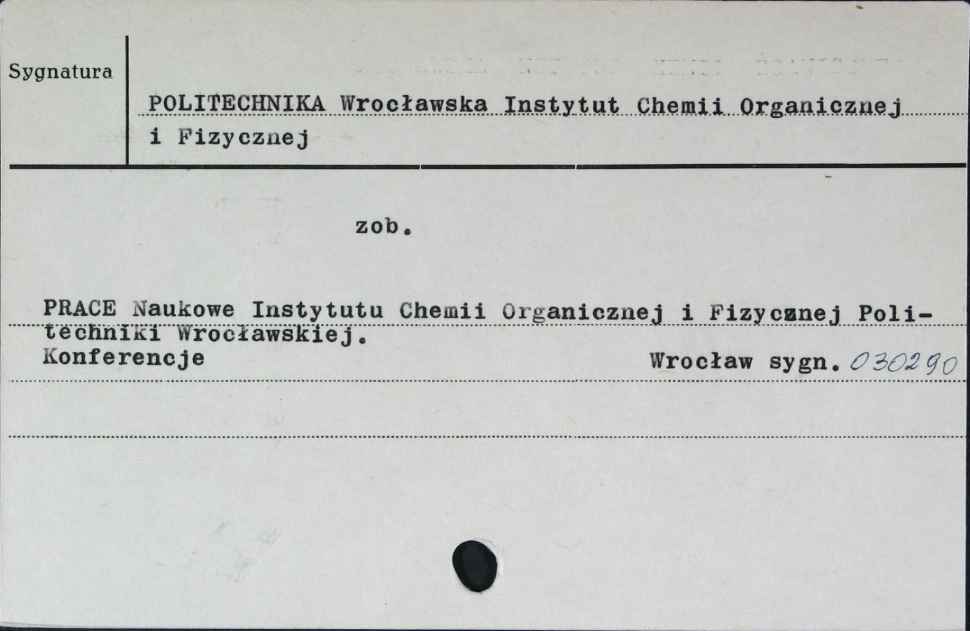 Sygnatura
POLITECHNIKA Wrocławska Instytut Chemii Organicznej
i Fizycznej
zob.
PRACE Naukowe Instytutu Chemii Organicznej i Fizycznej Poli-
techniki Wrocławskiej.
Konferencje Wrocław sygn. 030290